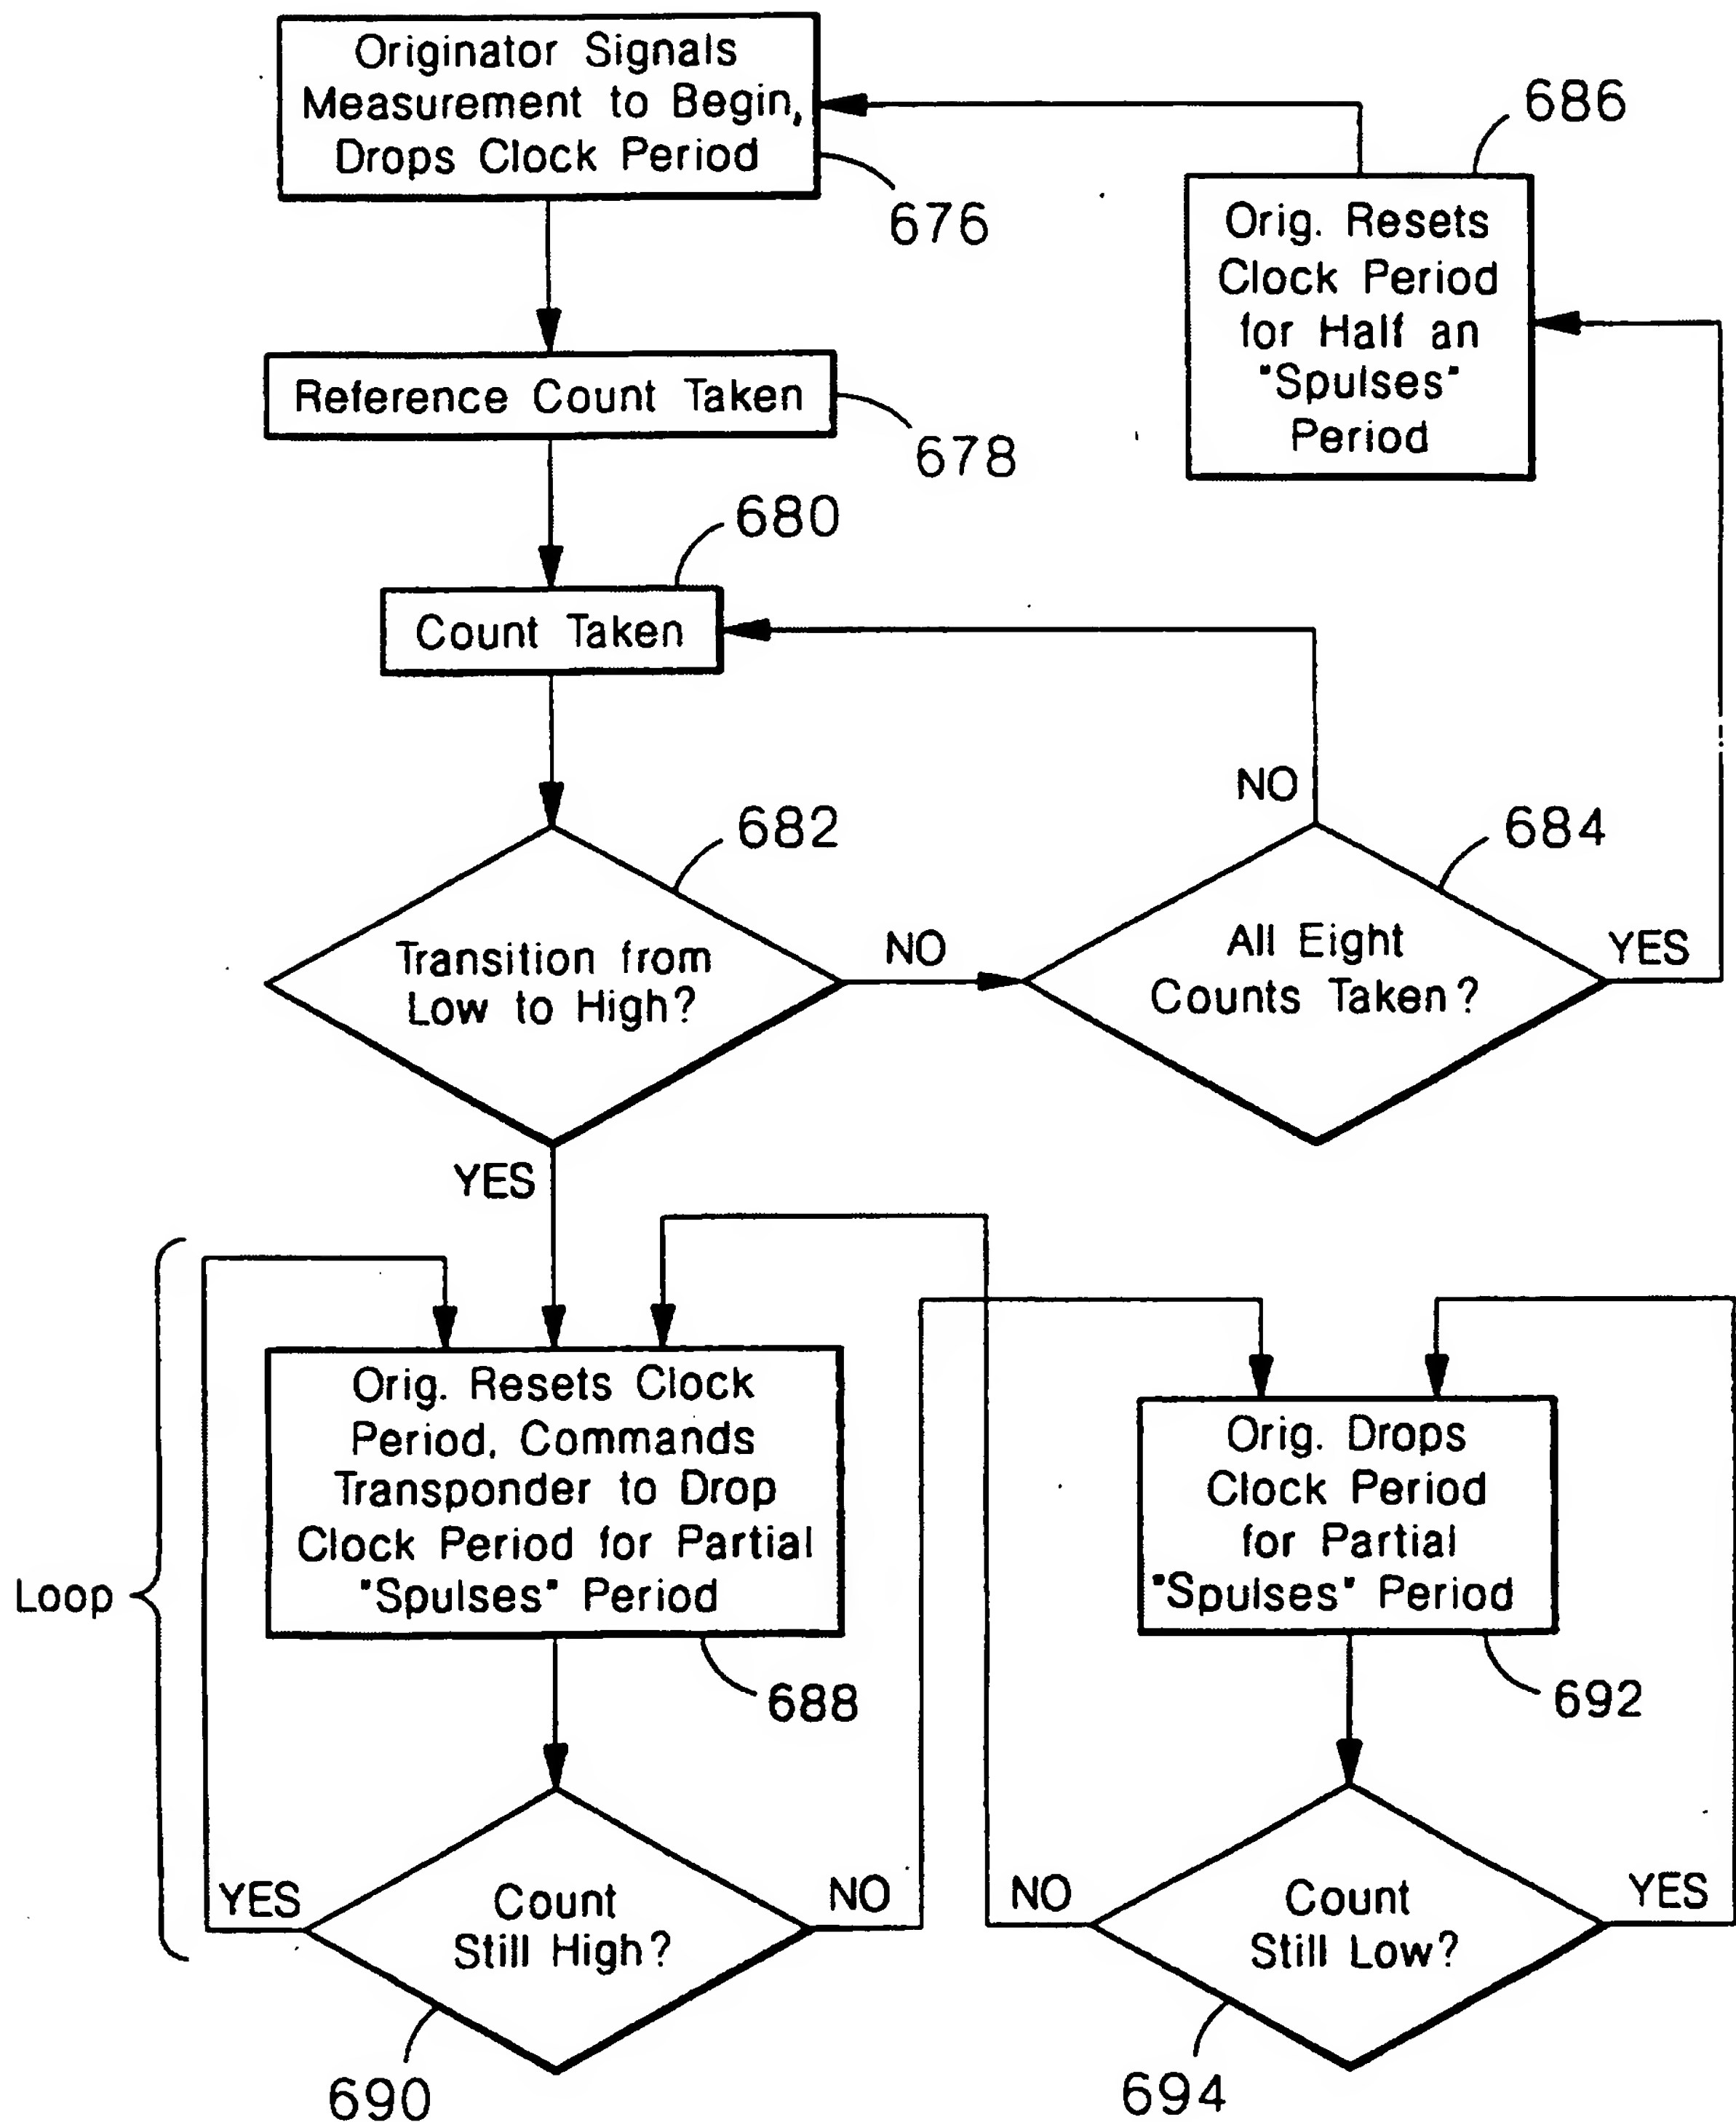 Originator Signals
Measurement to Begin,
Drops Clock Period
676
686
Orig. Resets
Clock Period
for Half an
"Spulses"
Period
Reference Count Taken
678
680
Count Taken
682
Transition from
Low to High?
NO
YES
684
All Eight
Counts Taken?
NO
YES
Loop
Orig. Resets Clock
Period, Commands
Transponder to Drop
Clock Period for Partial
"Spulses" Period
688
Orig. Drops
Clock Period
for Partial
"Spulses" Period
692
YES
Count
Still High?
NO
690
NO
Count
Still Low?
YES
694